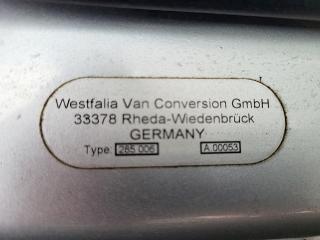 Westfalia Van Conversion GmbH
33378 Rheda-Wiedenbrück
GERMANY
Type 285 006 A.00053